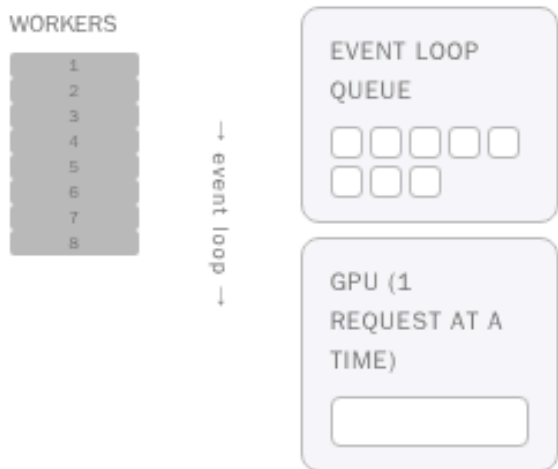 WORKERS
1
2
3
4
5
6
7
8
→ event loop →
EVENT LOOP
QUEUE
GPU (1
REQUEST AT A
TIME)